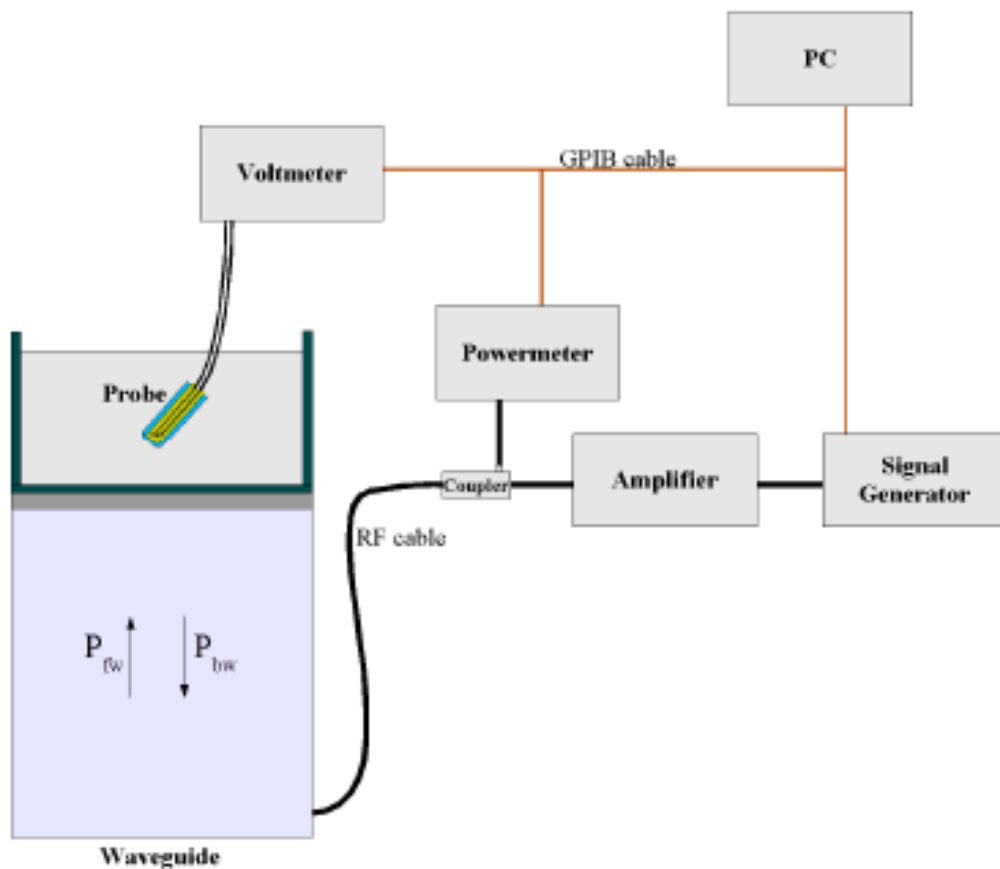 PC
Voltmeter
GPIB cable
Powermeter
Probe
Coupler
Amplifier
Signal
Generator
RF cable
P fw
P bw
Waveguide